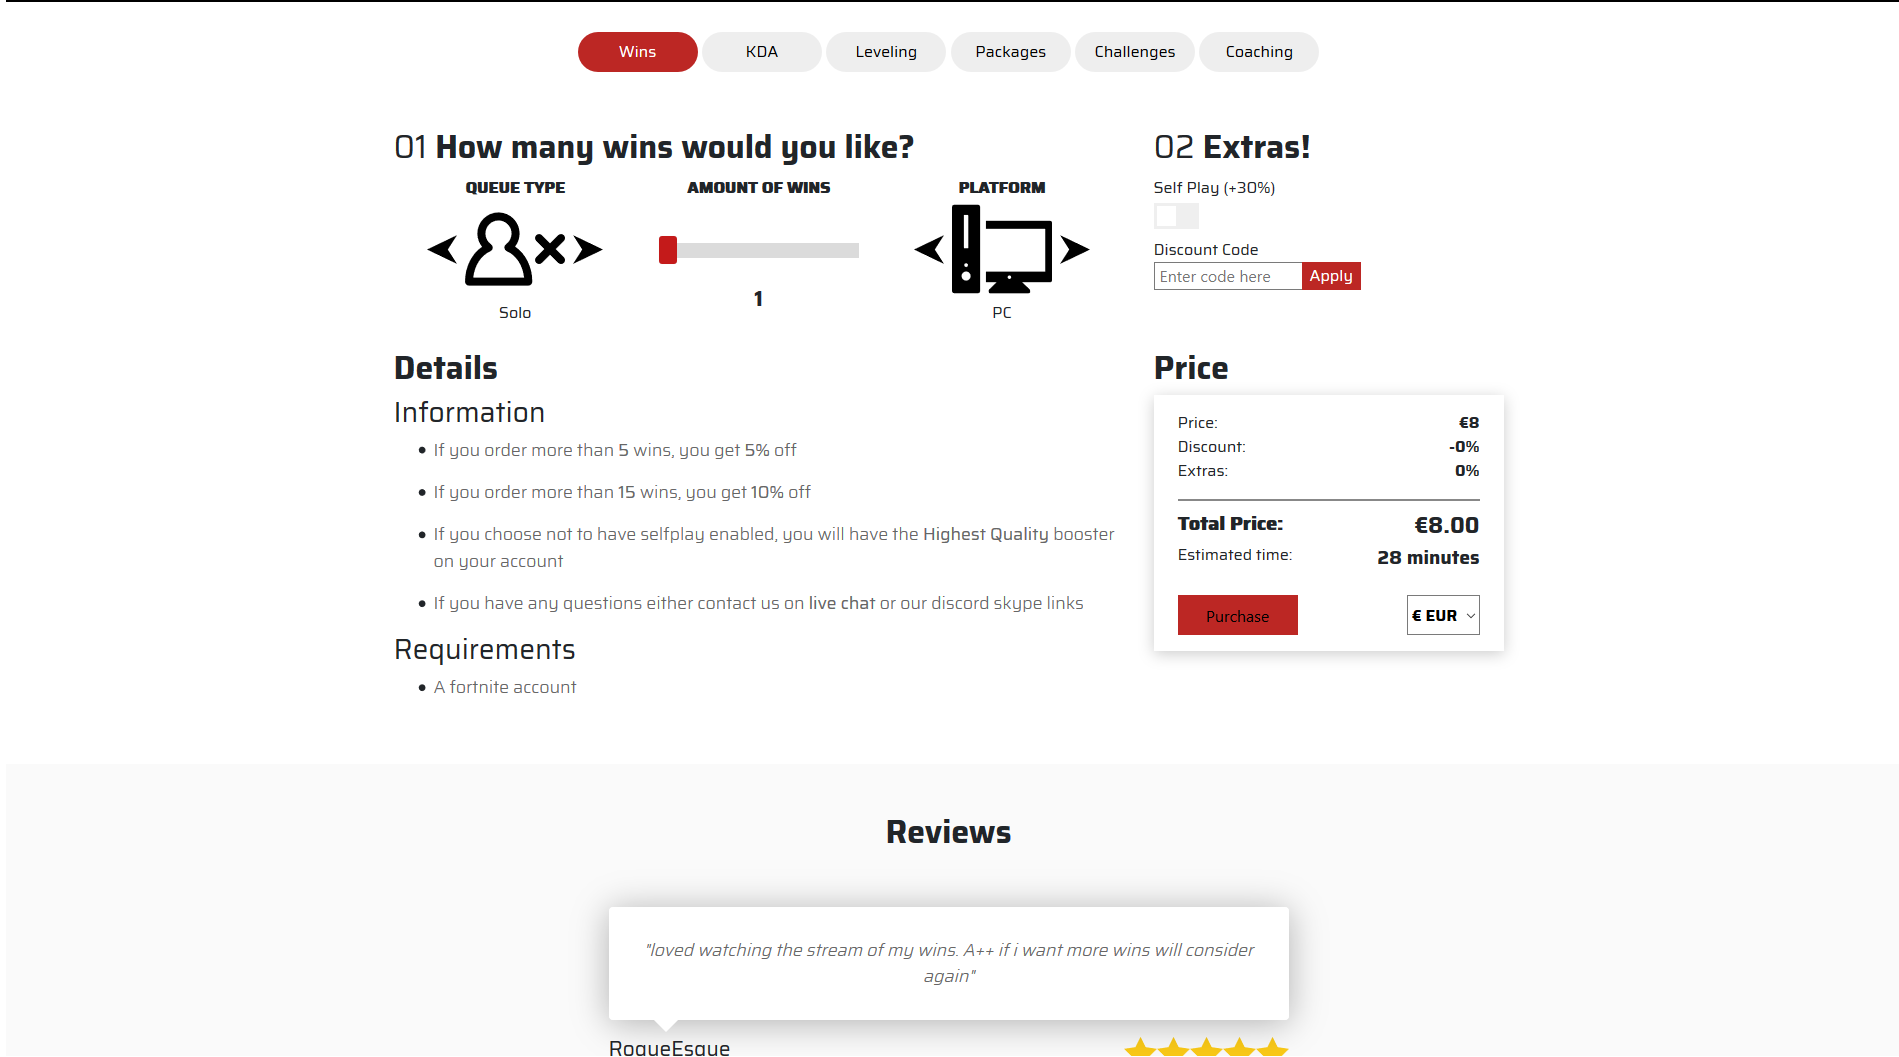 Wins KDA Leveling Packages Challenges Coaching
01 How many wins would you like?
QUEUE TYPE AMOUNT OF WINS PLATFORM
1
Solo PC
02 Extras!
Self Play (+30%)
Discount Code
Enter code here Apply
Details
Information
If you order more than 5 wins, you get 5% off
If you order more than 15 wins, you get 10% off
If you choose not to have selfplay enabled, you will have the Highest Quality booster
on your account
If you have any questions either contact us on live chat or our discord skype links
Requirements
A fortnite account
Price
Price: €8
Discount: -0%
Extras: 0%
Total Price: €8.00
Estimated time: 28 minutes
Purchase € EUR
Reviews
"loved watching the stream of my wins. A++ if i want more wins will consider
again"
RogueEsque